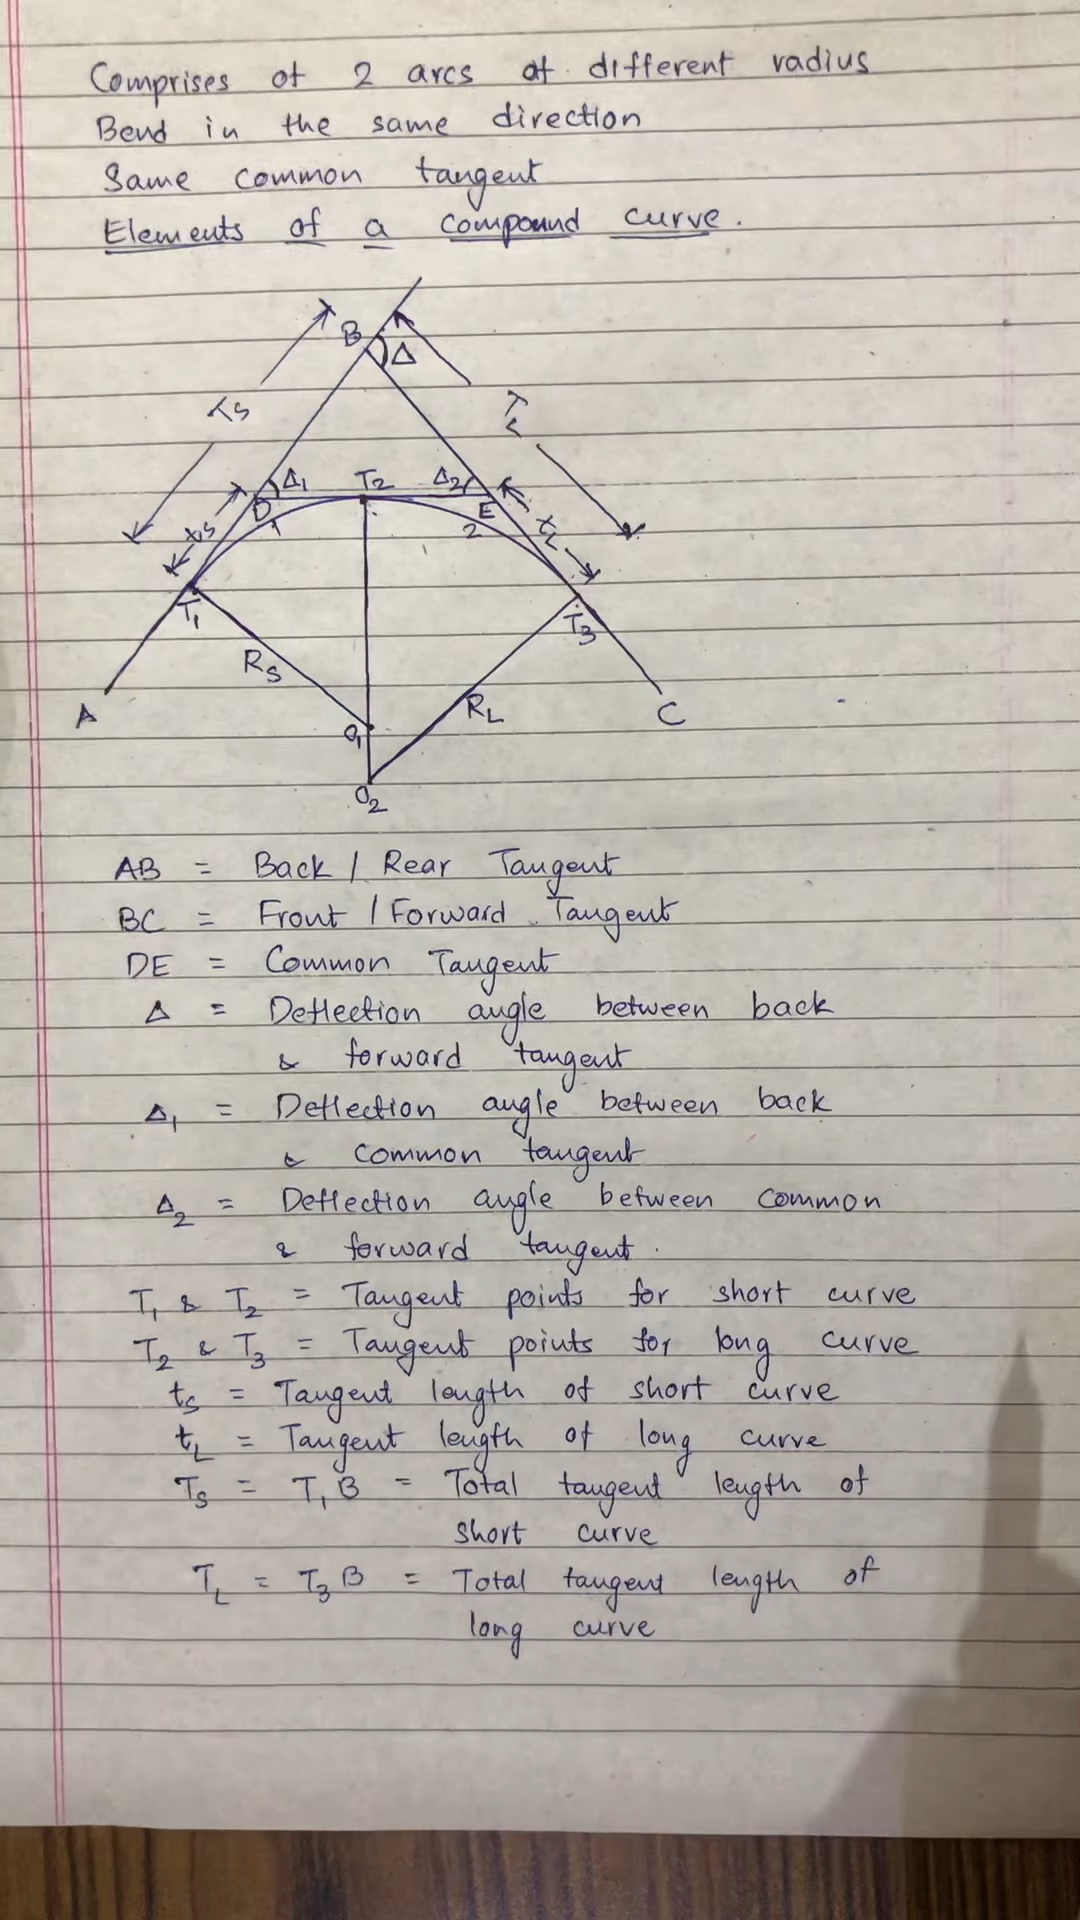 Comprises of 2 arcs of different radius
Bend in the same direction
Same common tangent
Elements of a compound curve.
B
Δ
Ts
TL
Δ1
T2
Δ2
D
E
1
2
ts
tL
T1
T3
Rs
RL
A
C
O1
O2
AB = Back / Rear Tangent
BC = Front / Forward Tangent
DE = Common Tangent
Δ = Deflection angle between back
& forward tangent
Δ1 = Deflection angle between back
& common tangent
Δ2 = Deflection angle between common
& forward tangent.
T1 & T2 = Tangent points for short curve
T2 & T3 = Tangent points for long curve
ts = Tangent length of short curve
tL = Tangent length of long curve
Ts = T1B = Total tangent length of
short curve
TL = T3B = Total tangent length of
long curve